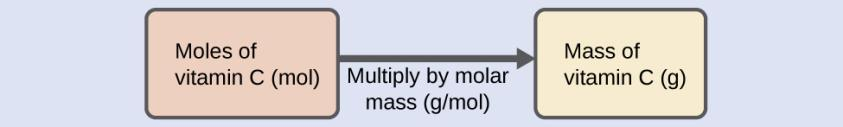 Moles of
vitamin C (mol)
Multiply by molar
mass (g/mol)
Mass of
vitamin C (g)